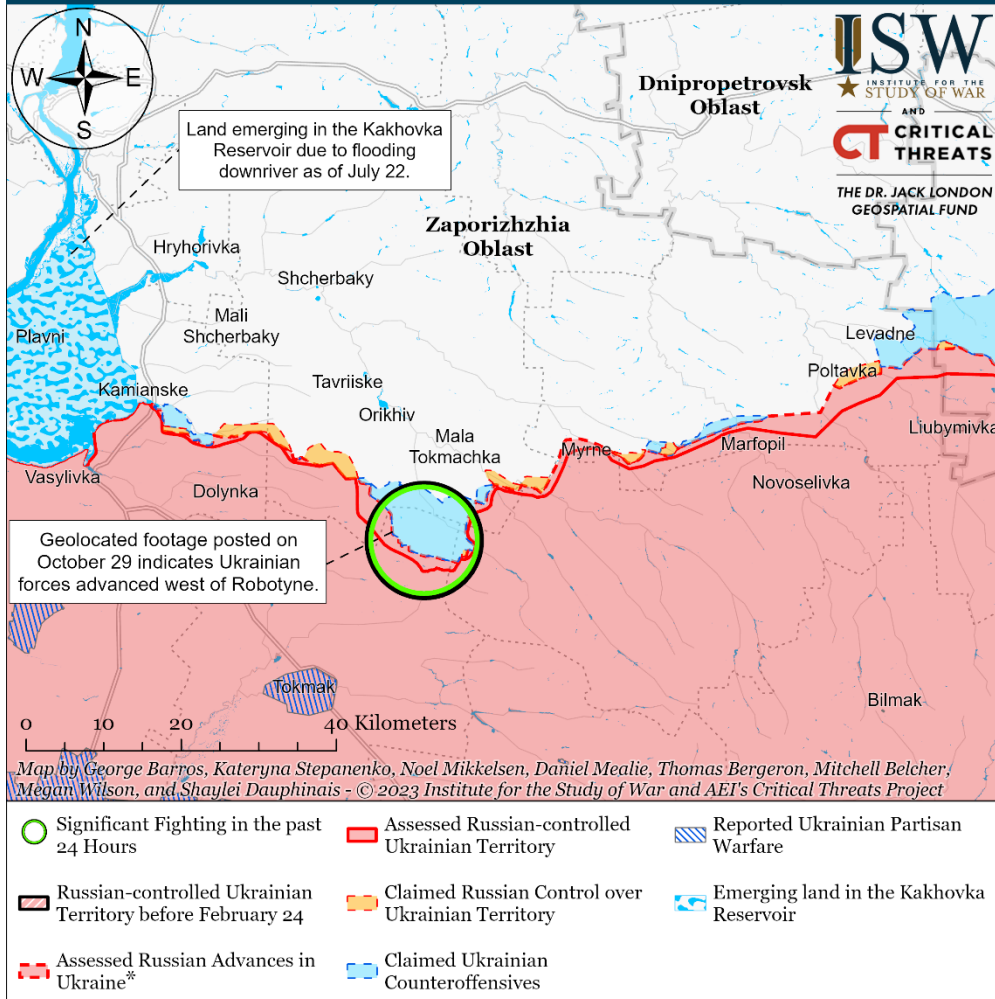 N
W E
S
ISW
INSTITUTE FOR THE
STUDY OF WAR
AND
CT CRITICAL
THREATS
THE DR. JACK LONDON
GEOSPATIAL FUND
Dnipropetrovsk
Oblast
Land emerging in the Kakhovka
Reservoir due to flooding
downriver as of July 22.
Zaporizhzhia
Oblast
Hryhorivka
Shcherbaky
Mali
Shcherbaky
Plavni
Levadne
Poltavka
Kamianske
Tavriiske
Orikhiv
Mala
Tokmachka
Myrne
Marfopil
Liubymivka
Vasylivka
Dolynka
Novoselivka
Geolocated footage posted on
October 29 indicates Ukrainian
forces advanced west of Robotyne.
Tokmak
Bilmak
0 10 20 40 Kilometers
Map by George Barros, Kateryna Stepanenko, Noel Mikkelsen, Daniel Mealie, Thomas Bergeron, Mitchell Belcher,
Megan Wilson, and Shaylei Dauphinais - © 2023 Institute for the Study of War and AEI's Critical Threats Project
Significant Fighting in the past
24 Hours
Russian-controlled Ukrainian
Territory before February 24
Assessed Russian Advances in
Ukraine*
Assessed Russian-controlled
Ukrainian Territory
Claimed Russian Control over
Ukrainian Territory
Claimed Ukrainian
Counteroffensives
Reported Ukrainian Partisan
Warfare
Emerging land in the Kakhovka
Reservoir